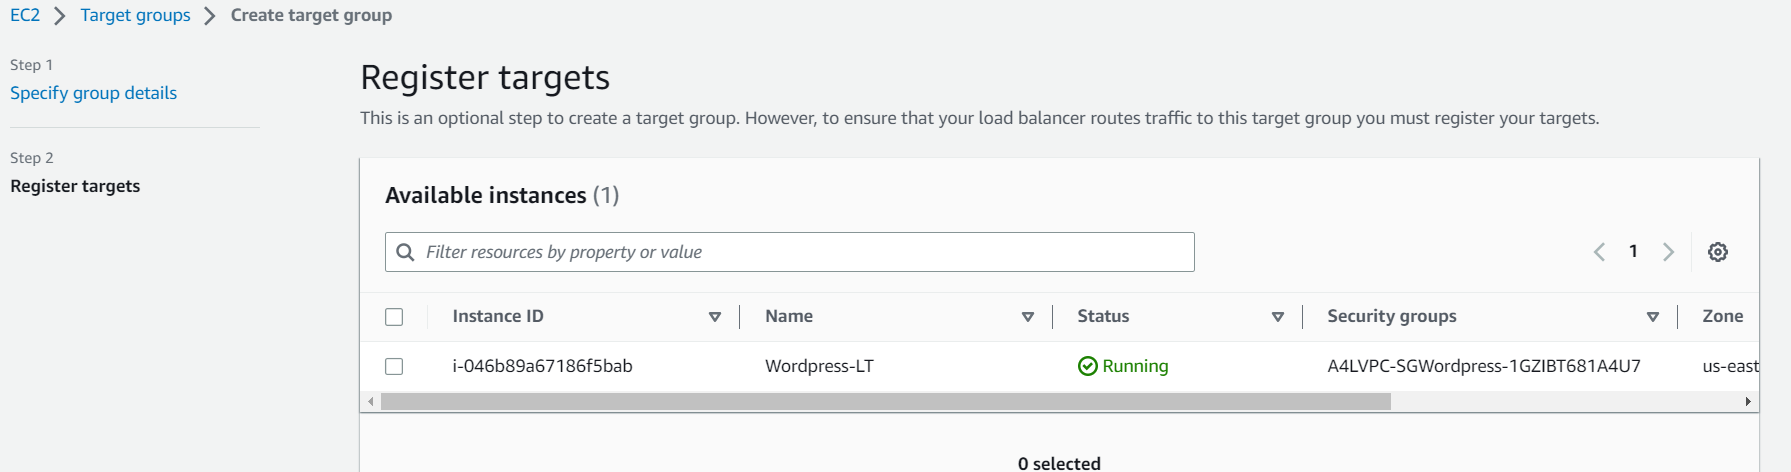 EC2 > Target groups > Create target group
Step 1
Specify group details
Step 2
Register targets
Register targets
This is an optional step to create a target group. However, to ensure that your load balancer routes traffic to this target group you must register your targets.
Available instances (1)
Filter resources by property or value
1
Instance ID Name Status Security groups Zone
i-046b89a67186f5bab Wordpress-LT Running A4LVPC-SGWordpress-1GZIBT681A4U7 us-east
0 selected